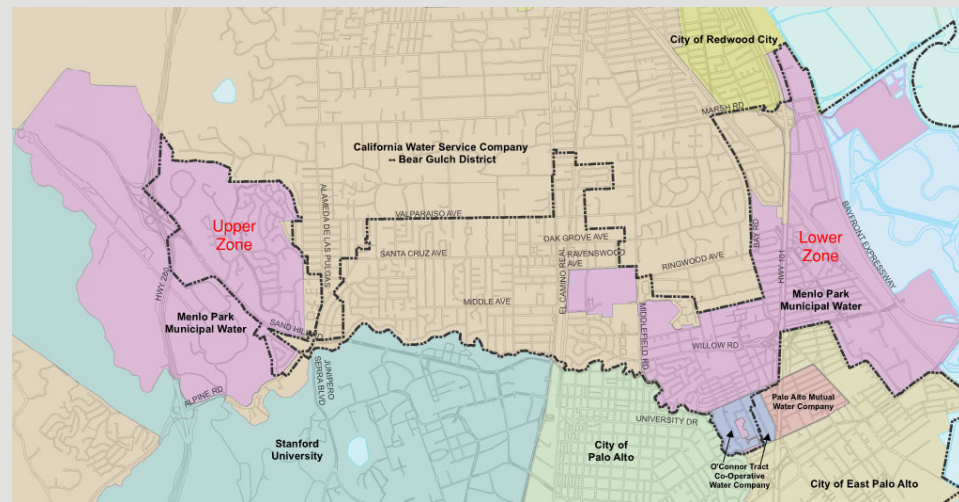 City of Redwood City
MARSH RD
California Water Service Company
-- Bear Gulch District
ALAMEDA DE LAS PULGAS
Upper
Zone
VALPARAISO AVE
OAK GROVE AVE
SANTA CRUZ AVE
RAVENSWOOD
AVE
RINGWOOD AVE
BAY RD
HWY 101
Lower
Zone
BAYFRONT EXPRESSWAY
HWY 280
EL CAMINO REAL
MIDDLE AVE
MIDDLEFIELD RD
Menlo Park
Municipal Water
Menlo Park
Municipal Water
SAND HILL RD
WILLOW RD
ALPINE RD
JUNIPERO
SERRA BLVD
Palo Alto Mutual
Water Company
UNIVERSITY DR
Stanford
University
City of
Palo Alto
O'Connor Tract
Co-Operative
Water Company
City of East Palo Alto